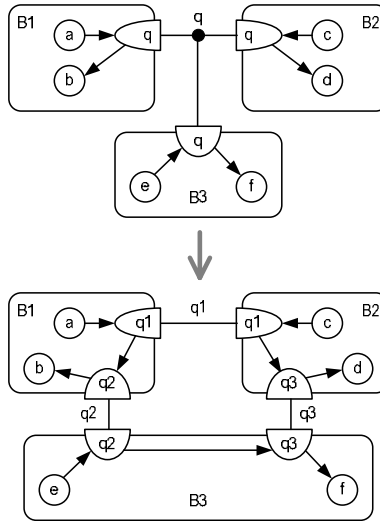 B1 a q q q c B2
b d
q
e f
B3
B1 q1 B2
a q1 q1 c
b q2 q3 d
q2 q3
q2 q3
e f
B3